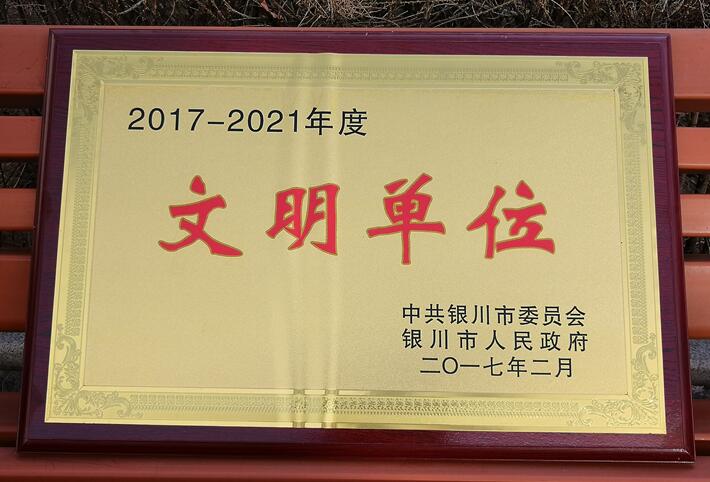 2017-2021年度
文明单位
中共银川市委员会
银川市人民政府
二〇一七年二月